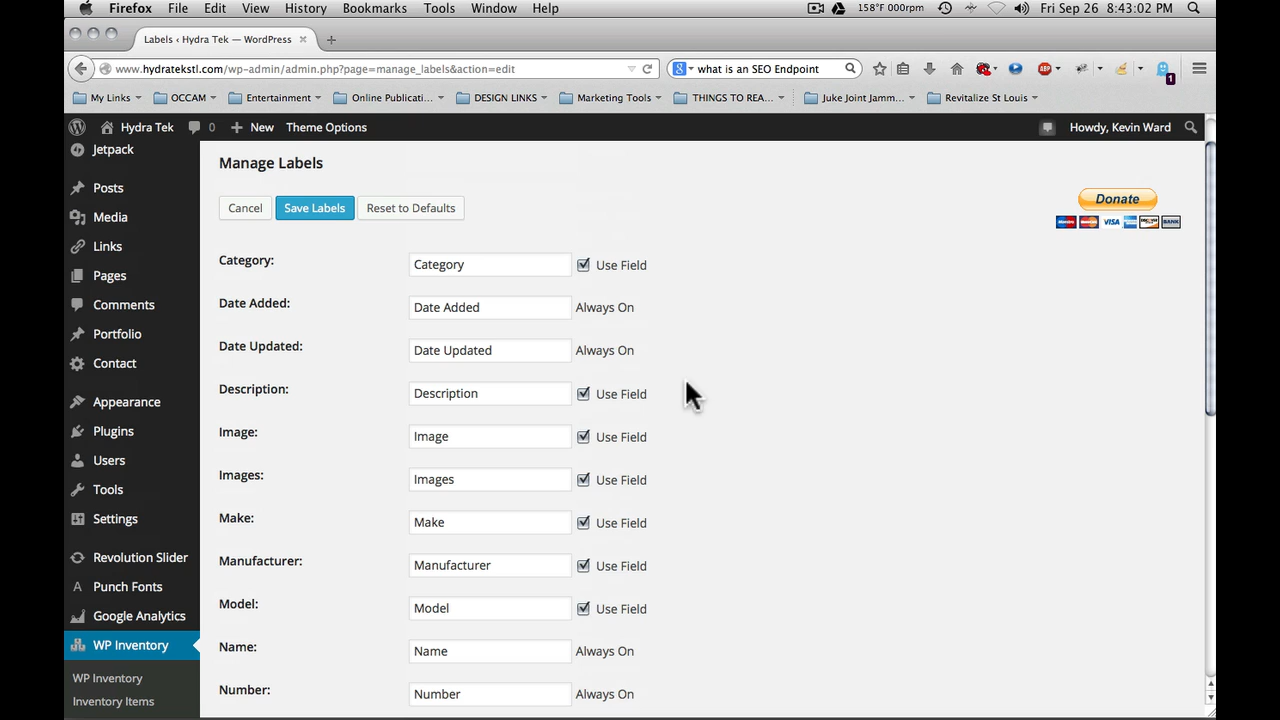 Firefox File Edit View History Bookmarks Tools Window Help 158°F 000rpm Fri Sep 26 8:43:02 PM
Labels ‹ Hydra Tek — WordPress
www.hydratekstl.com/wp-admin/admin.php?page=manage_labels&action=edit what is an SEO Endpoint ABP 1
My Links OCCAM Entertainment Online Publicati... DESIGN LINKS Marketing Tools THINGS TO REA... Juke Joint Jamm... Revitalize St Louis
Hydra Tek 0 New Theme Options Howdy, Kevin Ward
Jetpack
Posts
Media
Links
Pages
Comments
Portfolio
Contact
Appearance
Plugins
Users
Tools
Settings
Revolution Slider
Punch Fonts
Google Analytics
WP Inventory
WP Inventory
Inventory Items
Manage Labels
Cancel Save Labels Reset to Defaults
Donate
VISA BANK
Category: Category Use Field
Date Added: Date Added Always On
Date Updated: Date Updated Always On
Description: Description Use Field
Image: Image Use Field
Images: Images Use Field
Make: Make Use Field
Manufacturer: Manufacturer Use Field
Model: Model Use Field
Name: Name Always On
Number: Number Always On